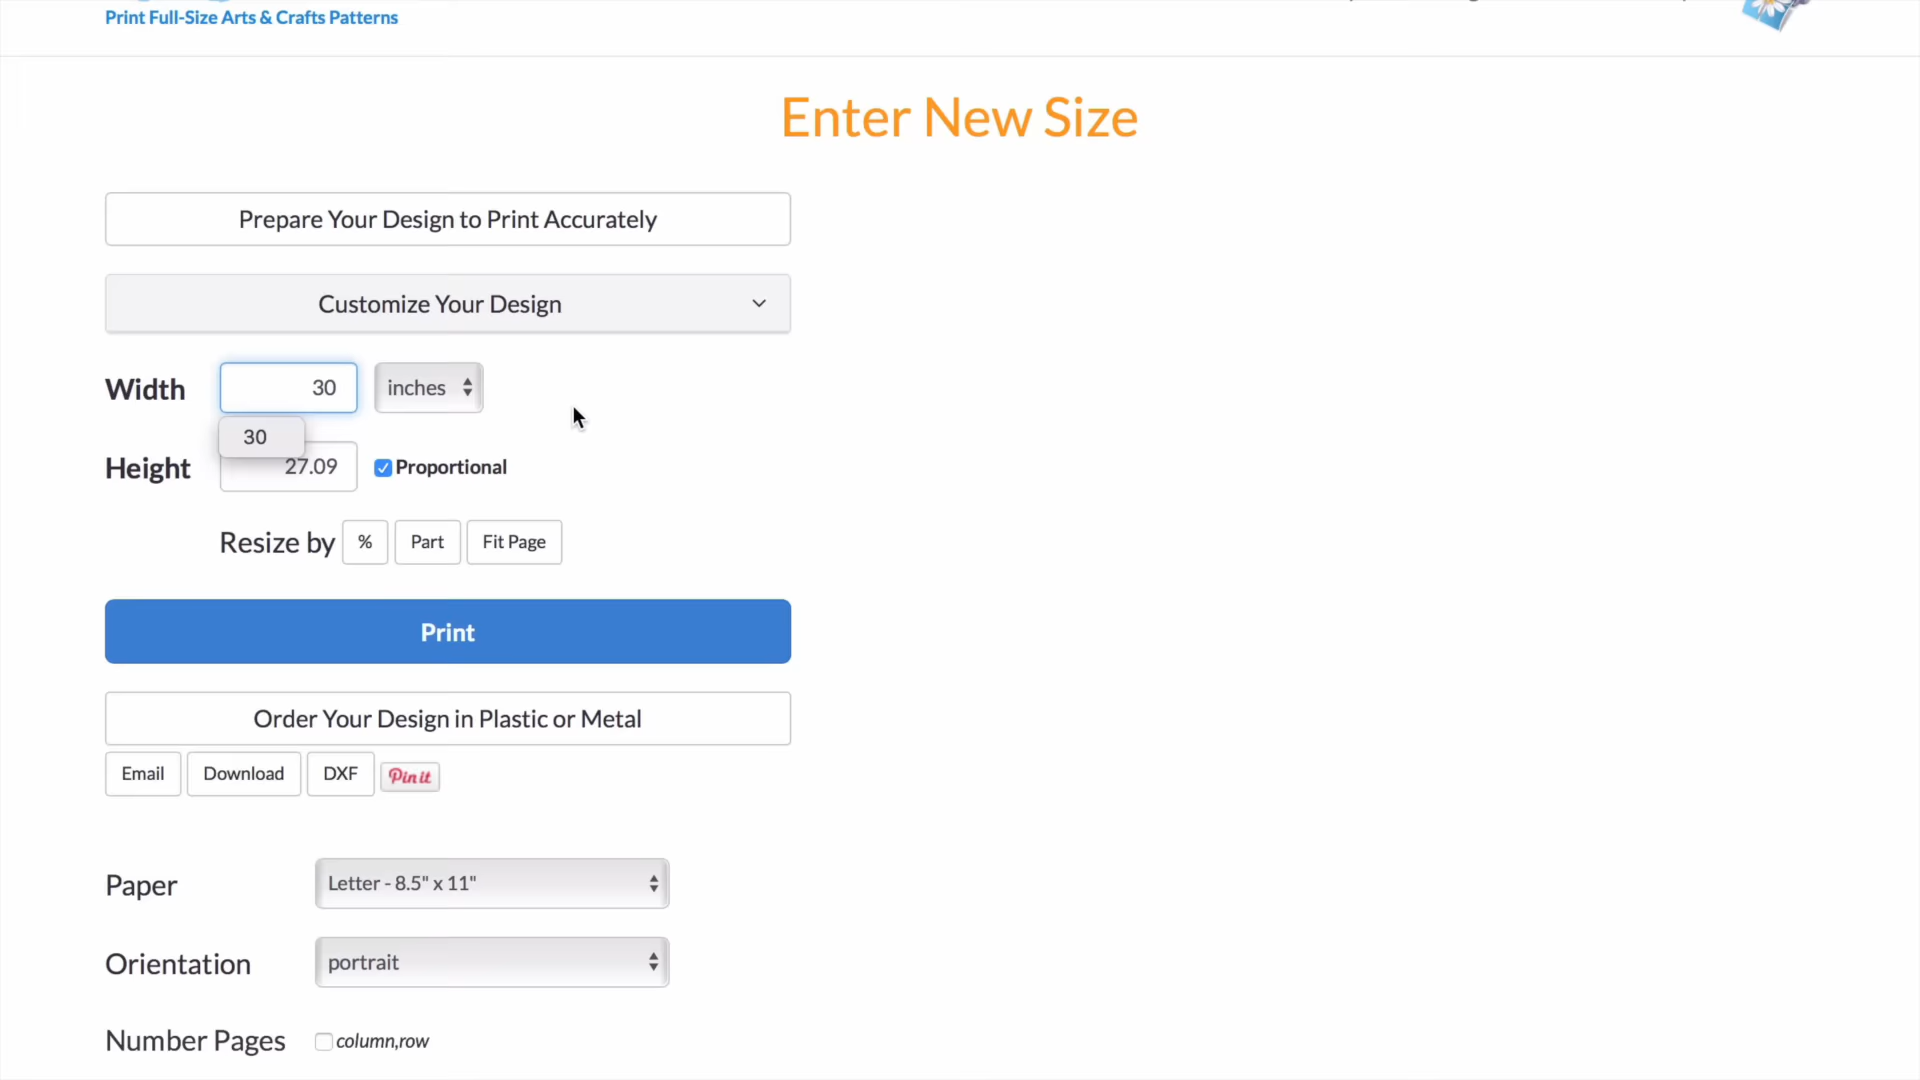 Print Full-Size Arts & Crafts Patterns
Enter New Size
Prepare Your Design to Print Accurately
Customize Your Design
Width 30 inches
30
Height 27.09 Proportional
Resize by % Part Fit Page
Print
Order Your Design in Plastic or Metal
Email Download DXF Pin it
Paper Letter - 8.5" x 11"
Orientation portrait
Number Pages column,row